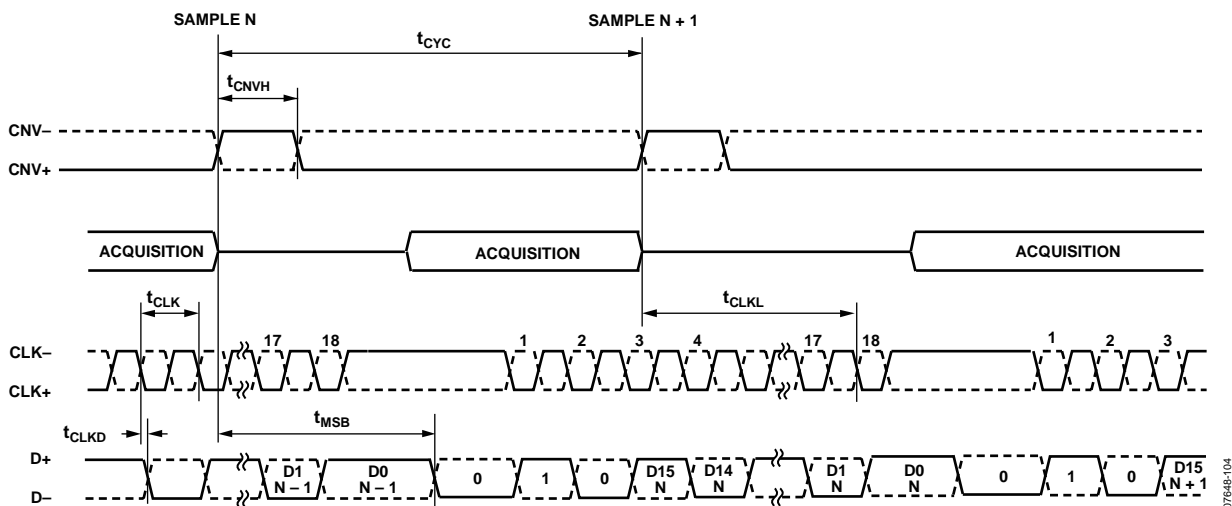 SAMPLE N SAMPLE N + 1
tCYC
tCNVH
CNV–
CNV+
ACQUISITION ACQUISITION ACQUISITION
tCLK tCLKL
17 18 1 2 3 4 17 18 1 2 3
CLK–
CLK+
tMSB
tCLKD
D+
D–
D1 N – 1 D0 N – 1 0 1 0 D15 N D14 N D1 N D0 N 0 1 0 D15 N + 1
07648-104